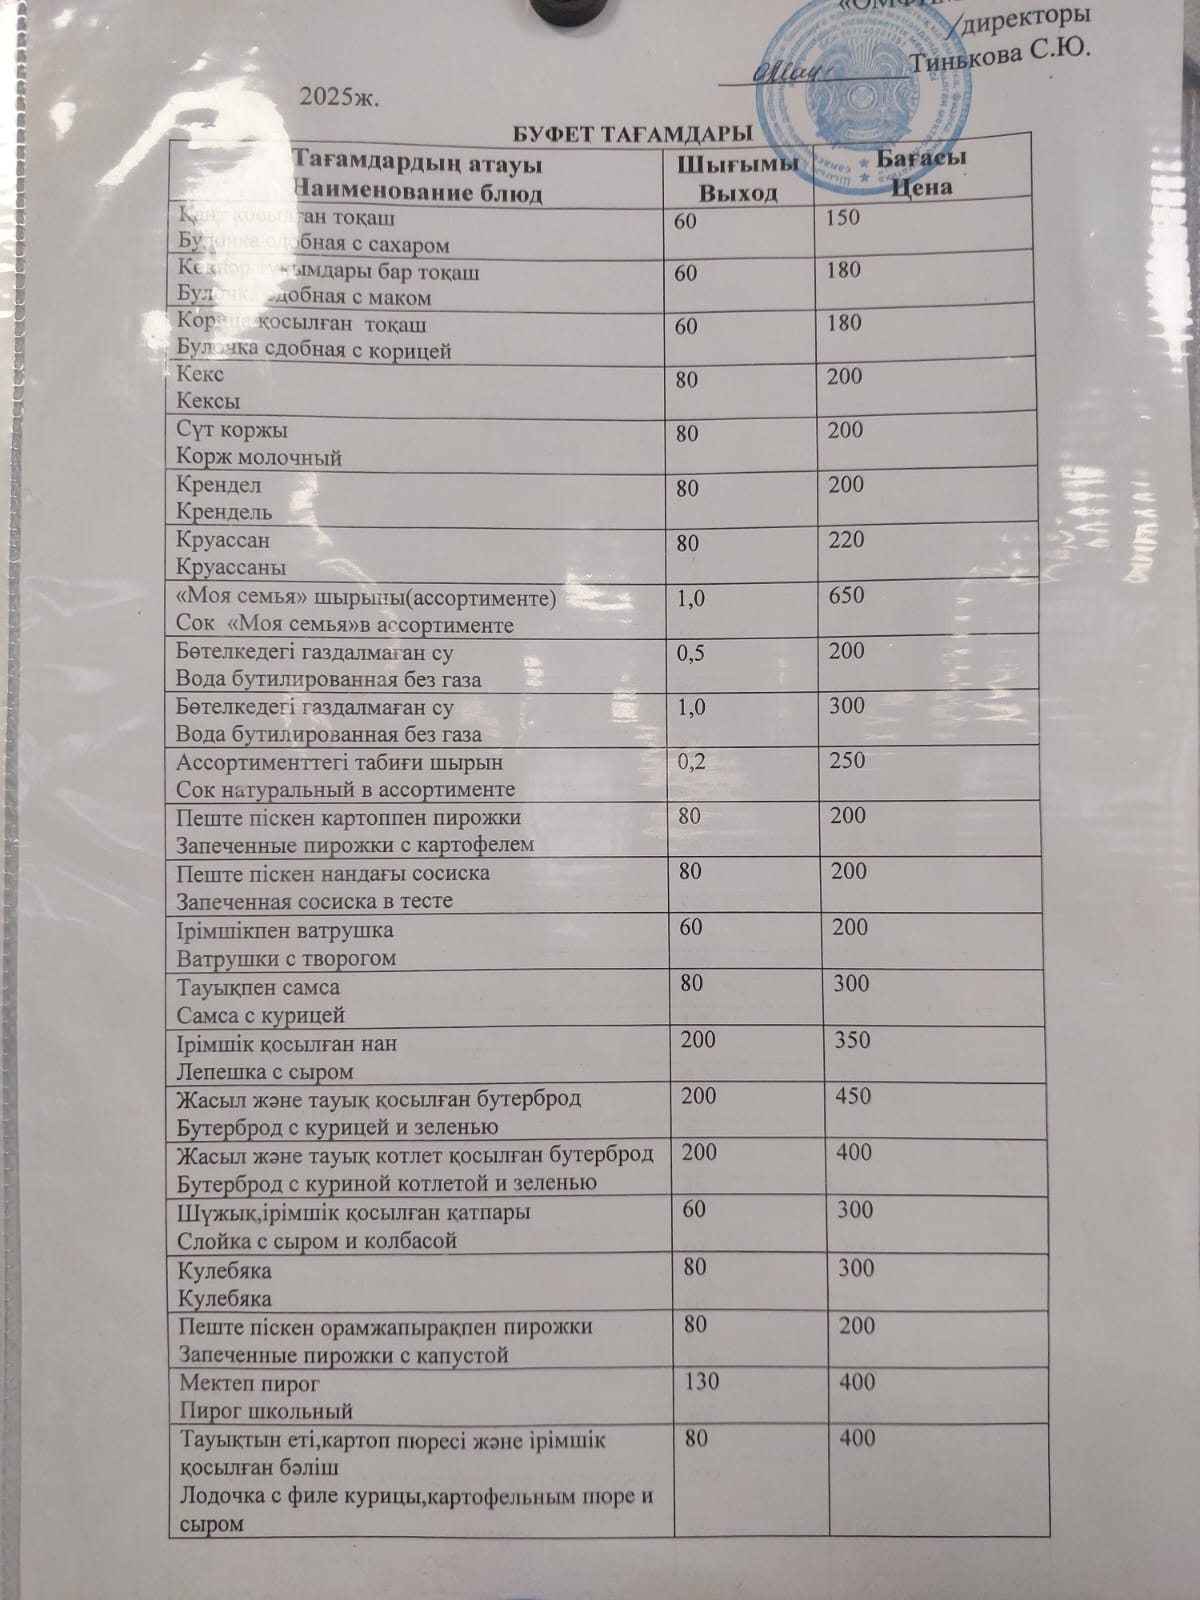 /директоры
Тинькова С.Ю.
2025ж.
БУФЕТ ТАҒАМДАРЫ
Тағамдардың атауы Шығымы Бағасы
Наименование блюд Выход Цена
Қант қосылған тоқаш 60 150
Булочка сдобная с сахаром
Көкнәр тұқымдары бар тоқаш 60 180
Булочка сдобная с маком
Корица қосылған тоқаш 60 180
Булочка сдобная с корицей
Кекс 80 200
Кексы
Сүт коржы 80 200
Корж молочный
Крендел 80 200
Крендель
Круассан 80 220
Круассаны
«Моя семья» шырыны(ассортименте) 1,0 650
Сок «Моя семья»в ассортименте
Бөтелкедегі газдалмаған су 0,5 200
Вода бутилированная без газа
Бөтелкедегі газдалмаған су 1,0 300
Вода бутилированная без газа
Ассортименттегі табиғи шырын 0,2 250
Сок натуральный в ассортименте
Пеште піскен картоппен пирожки 80 200
Запеченные пирожки с картофелем
Пеште піскен нандағы сосиска 80 200
Запеченная сосиска в тесте
Ірімшікпен ватрушка 60 200
Ватрушки с творогом
Тауықпен самса 80 300
Самса с курицей
Ірімшік қосылған нан 200 350
Лепешка с сыром
Жасыл және тауық қосылған бутерброд 200 450
Бутерброд с курицей и зеленью
Жасыл және тауық котлет қосылған бутерброд 200 400
Бутерброд с куриной котлетой и зеленью
Шұжық,ірімшік қосылған қатпары 60 300
Слойка с сыром и колбасой
Кулебяка 80 300
Кулебяка
Пеште піскен орамжапырақпен пирожки 80 200
Запеченные пирожки с капустой
Мектеп пирог 130 400
Пирог школьный
Тауықтын еті,картоп пюресі және ірімшік 80 400
қосылған бәліш
Лодочка с филе курицы,картофельным пюре и
сыром